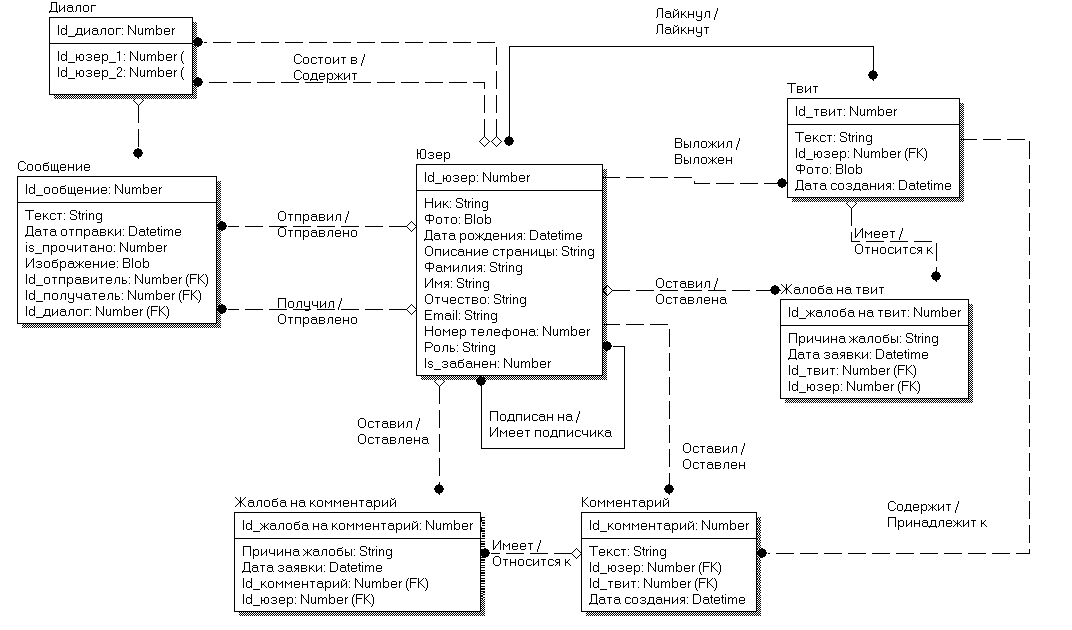 Диалог
Id_диалог: Number
Id_юзер_1: Number (
Id_юзер_2: Number (
Состоит в /
Содержит
Лайкнул /
Лайкнут
Твит
Id_твит: Number
Текст: String
Id_юзер: Number (FK)
Фото: Blob
Дата создания: Datetime
Выложил /
Выложен
Сообщение
Id_ообщение: Number
Текст: String
Дата отправки: Datetime
is_прочитано: Number
Изображение: Blob
Id_отправитель: Number (FK)
Id_получатель: Number (FK)
Id_диалог: Number (FK)
Отправил /
Отправлено
Получил /
Отправлено
Юзер
Id_юзер: Number
Ник: String
Фото: Blob
Дата рождения: Datetime
Описание страницы: String
Фамилия: String
Имя: String
Отчество: String
Email: String
Номер телефона: Number
Роль: String
Is_забанен: Number
Имеет /
Относится к
Оставил /
Оставлена
Жалоба на твит
Id_жалоба на твит: Number
Причина жалобы: String
Дата заявки: Datetime
Id_твит: Number (FK)
Id_юзер: Number (FK)
Подписан на /
Имеет подписчика
Оставил /
Оставлена
Оставил /
Оставлен
Содержит /
Принадлежит к
Жалоба на комментарий
Id_жалоба на комментарий: Number
Причина жалобы: String
Дата заявки: Datetime
Id_комментарий: Number (FK)
Id_юзер: Number (FK)
Имеет /
Относится к
Комментарий
Id_комментарий: Number
Текст: String
Id_юзер: Number (FK)
Id_твит: Number (FK)
Дата создания: Datetime